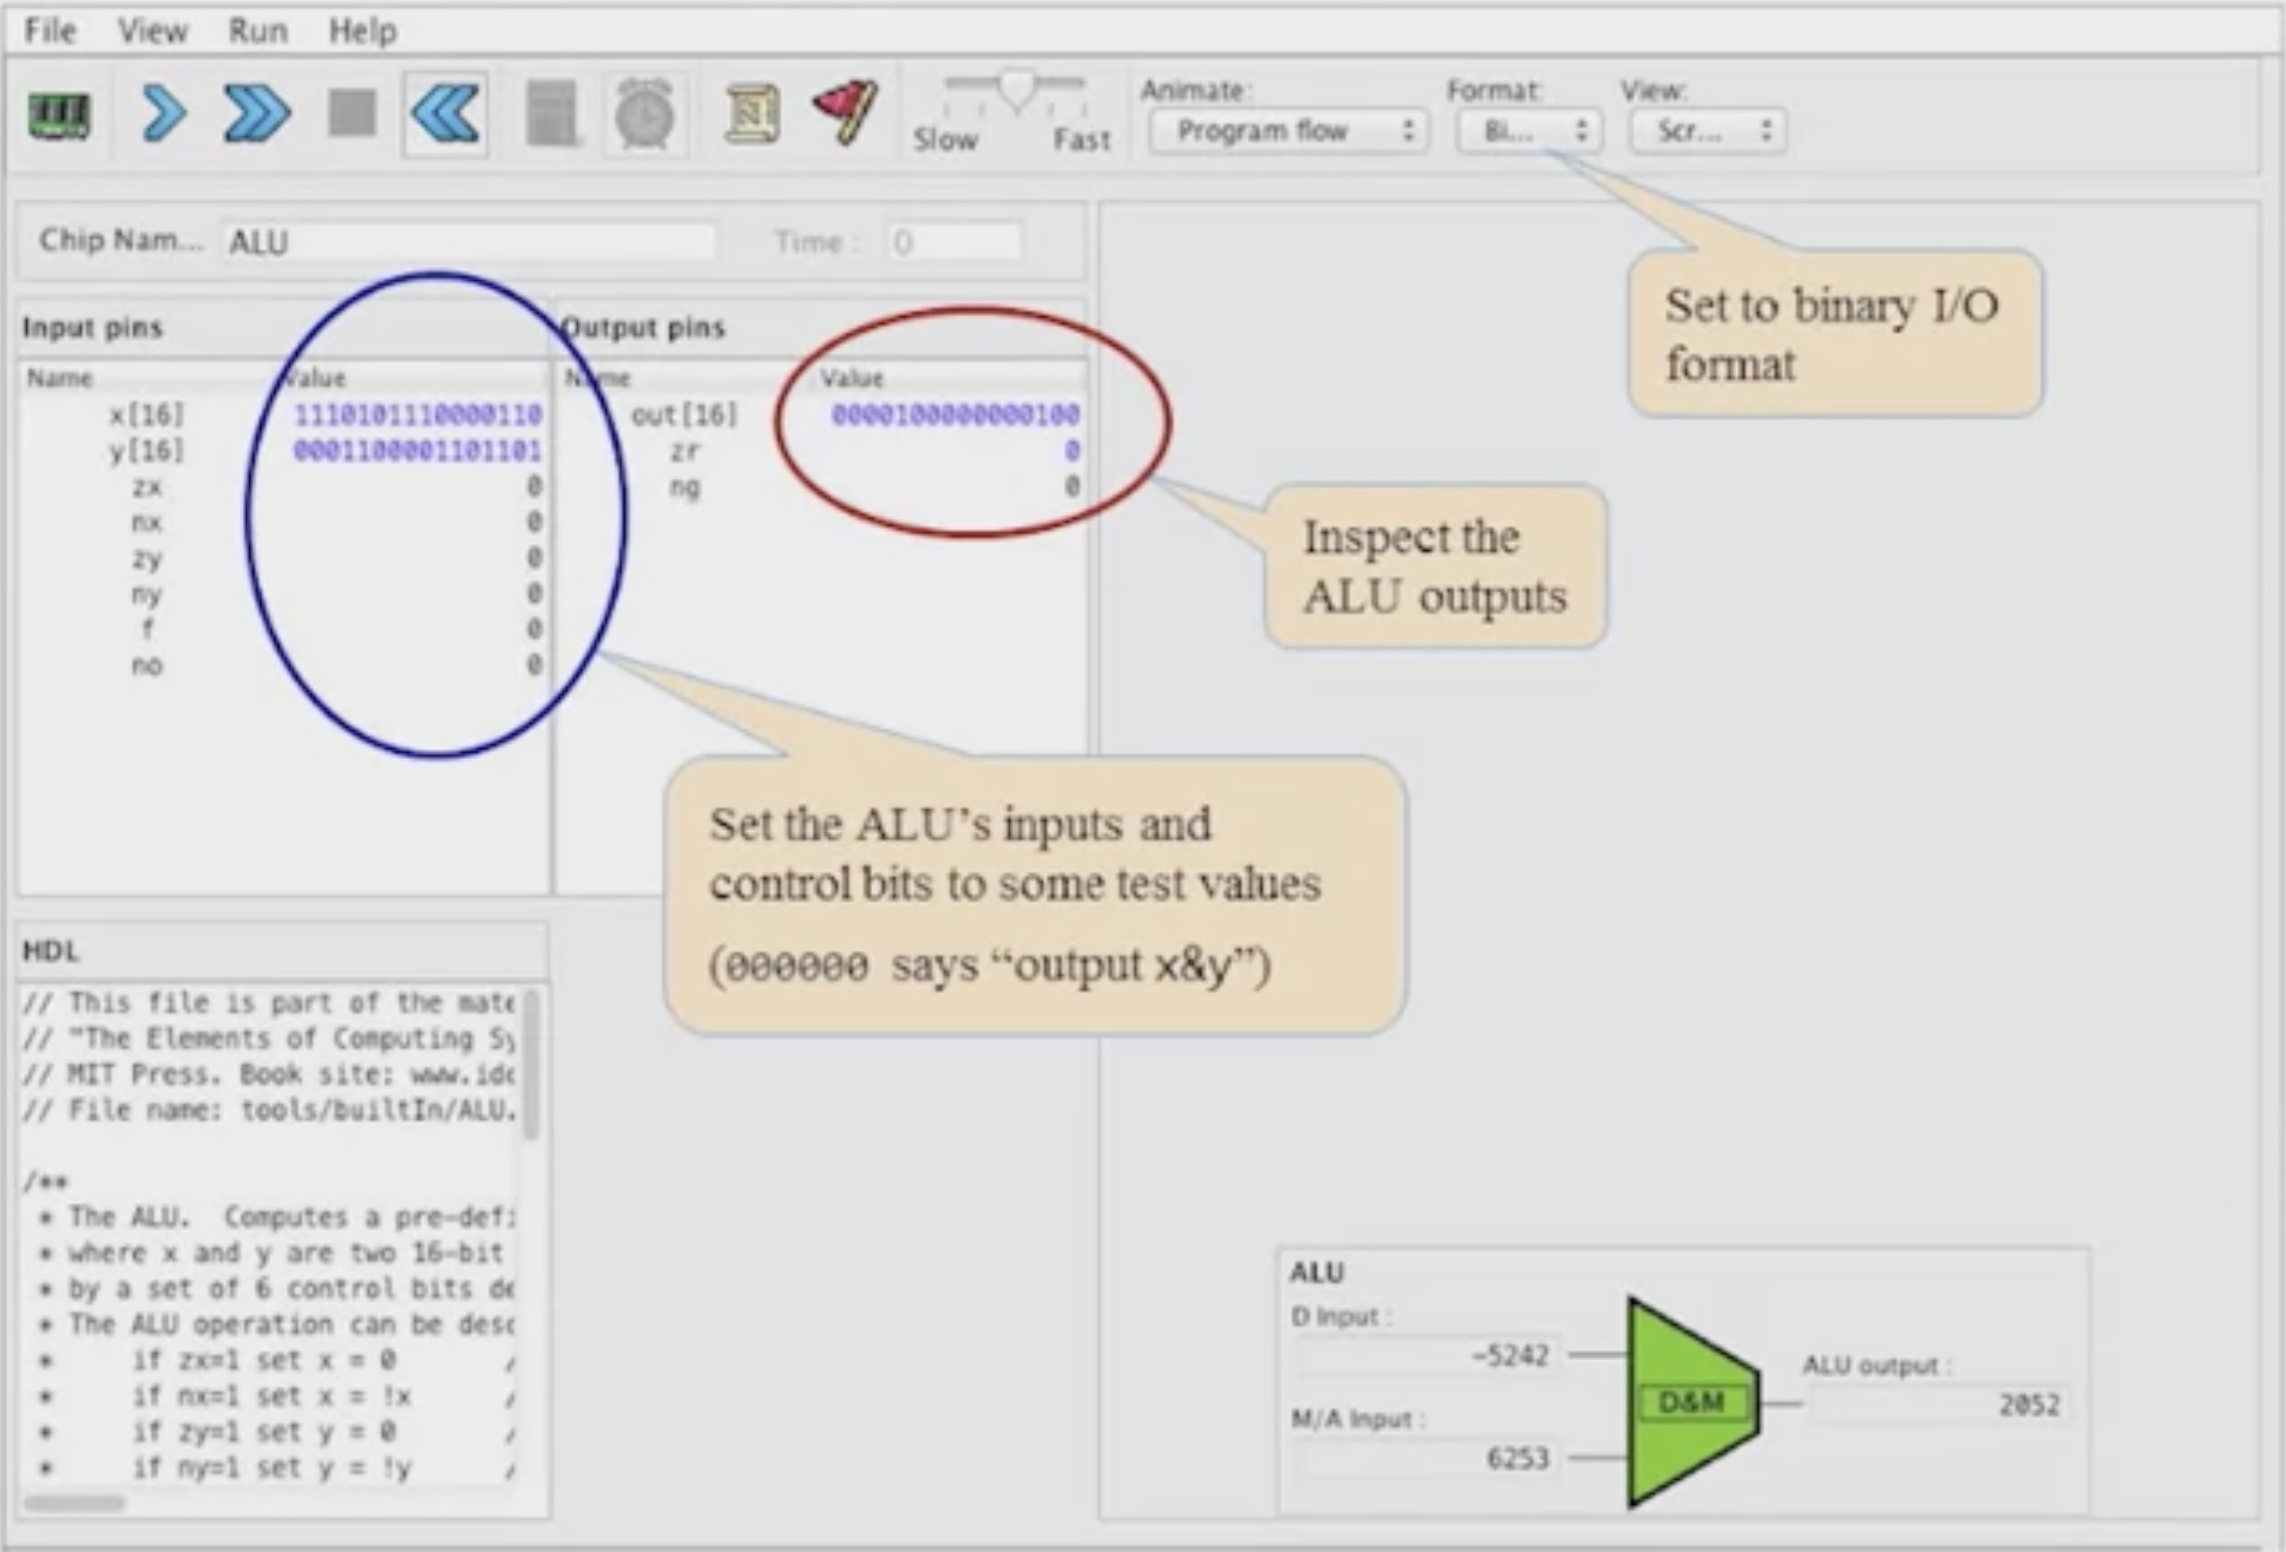 File View Run Help
Animate: Format: View:
Slow Fast Program flow Bi... Scr...
Chip Nam... ALU Time : 0
Set to binary I/O
format
Input pins Output pins
Name Value Name Value
x[16] 1110101110000110 out[16] 0000100000000100
y[16] 0001100001101101 zr 0
zx 0 ng 0
nx 0
zy 0
ny 0
f 0
no 0
Inspect the
ALU outputs
Set the ALU's inputs and
control bits to some test values
(000000 says “output x&y”)
HDL
// This file is part of the mate
// "The Elements of Computing Sy
// MIT Press. Book site: www.idc
// File name: tools/builtIn/ALU.
/**
* The ALU. Computes a pre-defi
* where x and y are two 16-bit
* by a set of 6 control bits de
* The ALU operation can be desc
* if zx=1 set x = 0 /
* if nx=1 set x = !x /
* if zy=1 set y = 0 /
* if ny=1 set y = !y /
ALU
D Input :
-5242
M/A Input :
6253
D&M
ALU output :
2052